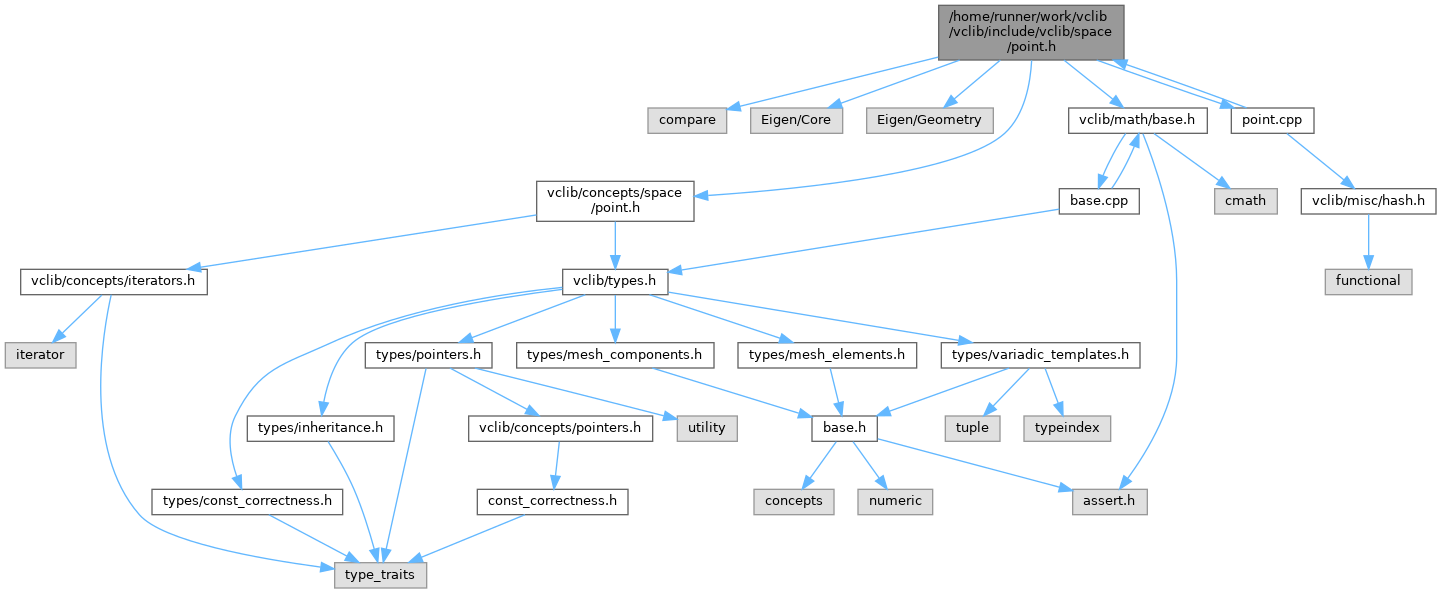 /home/runner/work/vclib
/vclib/include/vclib/space
/point.h
compare
Eigen/Core
Eigen/Geometry
vclib/math/base.h
point.cpp
vclib/concepts/space
/point.h
base.cpp
cmath
vclib/misc/hash.h
vclib/concepts/iterators.h
vclib/types.h
functional
iterator
types/pointers.h
types/mesh_components.h
types/mesh_elements.h
types/variadic_templates.h
types/inheritance.h
vclib/concepts/pointers.h
utility
base.h
tuple
typeindex
types/const_correctness.h
const_correctness.h
concepts
numeric
assert.h
type_traits